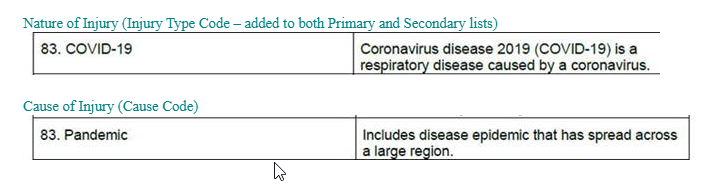 Nature of Injury (Injury Type Code – added to both Primary and Secondary lists)
83. COVID-19
Coronavirus disease 2019 (COVID-19) is a
respiratory disease caused by a coronavirus.
Cause of Injury (Cause Code)
83. Pandemic
Includes disease epidemic that has spread across
a large region.